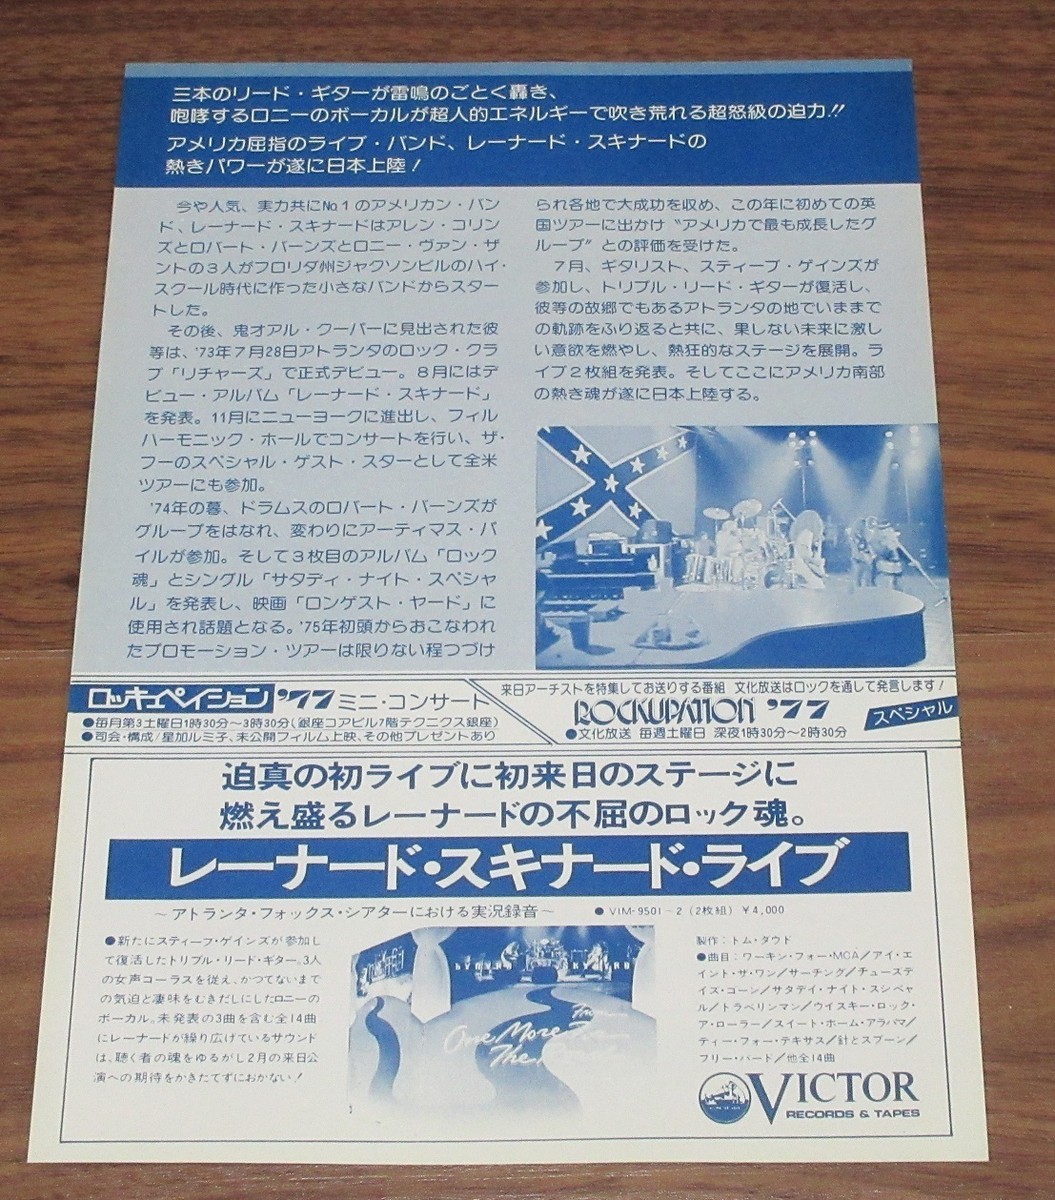 三本のリード・ギターが雷鳴のごとく轟き、
咆哮するロニーのボーカルが超人的エネルギーで吹き荒れる超怒級の迫力!!
アメリカ屈指のライブ・バンド、レーナード・スキナードの
熱きパワーが遂に日本上陸！
今や人気、実力共にNo.1のアメリカン・バン
ド、レーナード・スキナードはアレン・コリン
ズとロバート・バーンズとロニー・ヴァン・ザ
ントの3人がフロリダ州ジャクソンビルのハイ・
スクール時代に作った小さなバンドからスター
トした。
その後、鬼才アル・クーパーに見出された彼
等は、'73年7月28日アトランタのロック・クラ
ブ「リチャーズ」で正式デビュー。8月にはデ
ビュー・アルバム「レーナード・スキナード」
を発表。11月にニューヨークに進出し、フィル
ハーモニック・ホールでコンサートを行い、ザ・
フーのスペシャル・ゲスト・スターとして全米
ツアーにも参加。
'74年の暮、ドラムスのロバート・バーンズが
グループをはなれ、変わりにアーティマス・パ
イルが参加。そして3枚目のアルバム「ロック
魂」とシングル「サタディ・ナイト・スペシャ
ル」を発表し、映画「ロンゲスト・ヤード」に
使用され話題となる。'75年初頭からおこなわれ
たプロモーション・ツアーは限りない程つづけ
られ各地で大成功を収め、この年に初めての英
国ツアーに出かけ〝アメリカで最も成長したグ
ループ〟との評価を受けた。
7月、ギタリスト、スティーブ・ゲインズが
参加し、トリプル・リード・ギターが復活し、
彼等の故郷でもあるアトランタの地でいままで
の軌跡をふり返ると共に、果しない未来に激し
い意欲を燃やし、熱狂的なステージを展開。ラ
イブ2枚組を発表。そしてここにアメリカ南部
の熱き魂が遂に日本上陸する。
ロッキュペイション'77 ミニ・コンサート
●毎月第3土曜日1時30分〜3時30分(銀座コアビル7階テクニクス銀座)
●司会・構成/星加ルミ子、未公開フィルム上映、その他プレゼントあり
来日アーチストを特集してお送りする番組 文化放送はロックを通して発言します！
ROCKUPATION '77 スペシャル
●文化放送 毎週土曜日 深夜1時30分〜2時30分
迫真の初ライブに初来日のステージに
燃え盛るレーナードの不屈のロック魂。
レーナード・スキナード・ライブ
〜アトランタ・フォックス・シアターにおける実況録音〜 ●VIM-9501〜2 (2枚組) ¥4,000
●新たにスティーブ・ゲインズが参加し
て復活したトリプル・リード・ギター。3人
の女声コーラスを従え、かつてないまで
の気迫と凄味をむきだしにしたロニーの
ボーカル。未発表の3曲を含む全14曲
にレーナードが繰り広げているサウンド
は、聴く者の魂をゆるがし2月の来日公
演への期待をかきたてずにおかない！
LYNYRD SKYNYRD
One More From
The Road
製作：トム・ダウド
●曲目：ワーキン・フォー・MCA/アイ・エ
イント・ザ・ワン/サーチング/チューズデ
イズ・ゴーン/サタデイ・ナイト・スペシャ
ル/トラベリンマン/ウイスキー・ロック・
ア・ローラー/スイート・ホーム・アラバマ/
ティー・フォー・テキサス/針とスプーン/
フリー・バード/他全14曲
VICTOR
RECORDS & TAPES